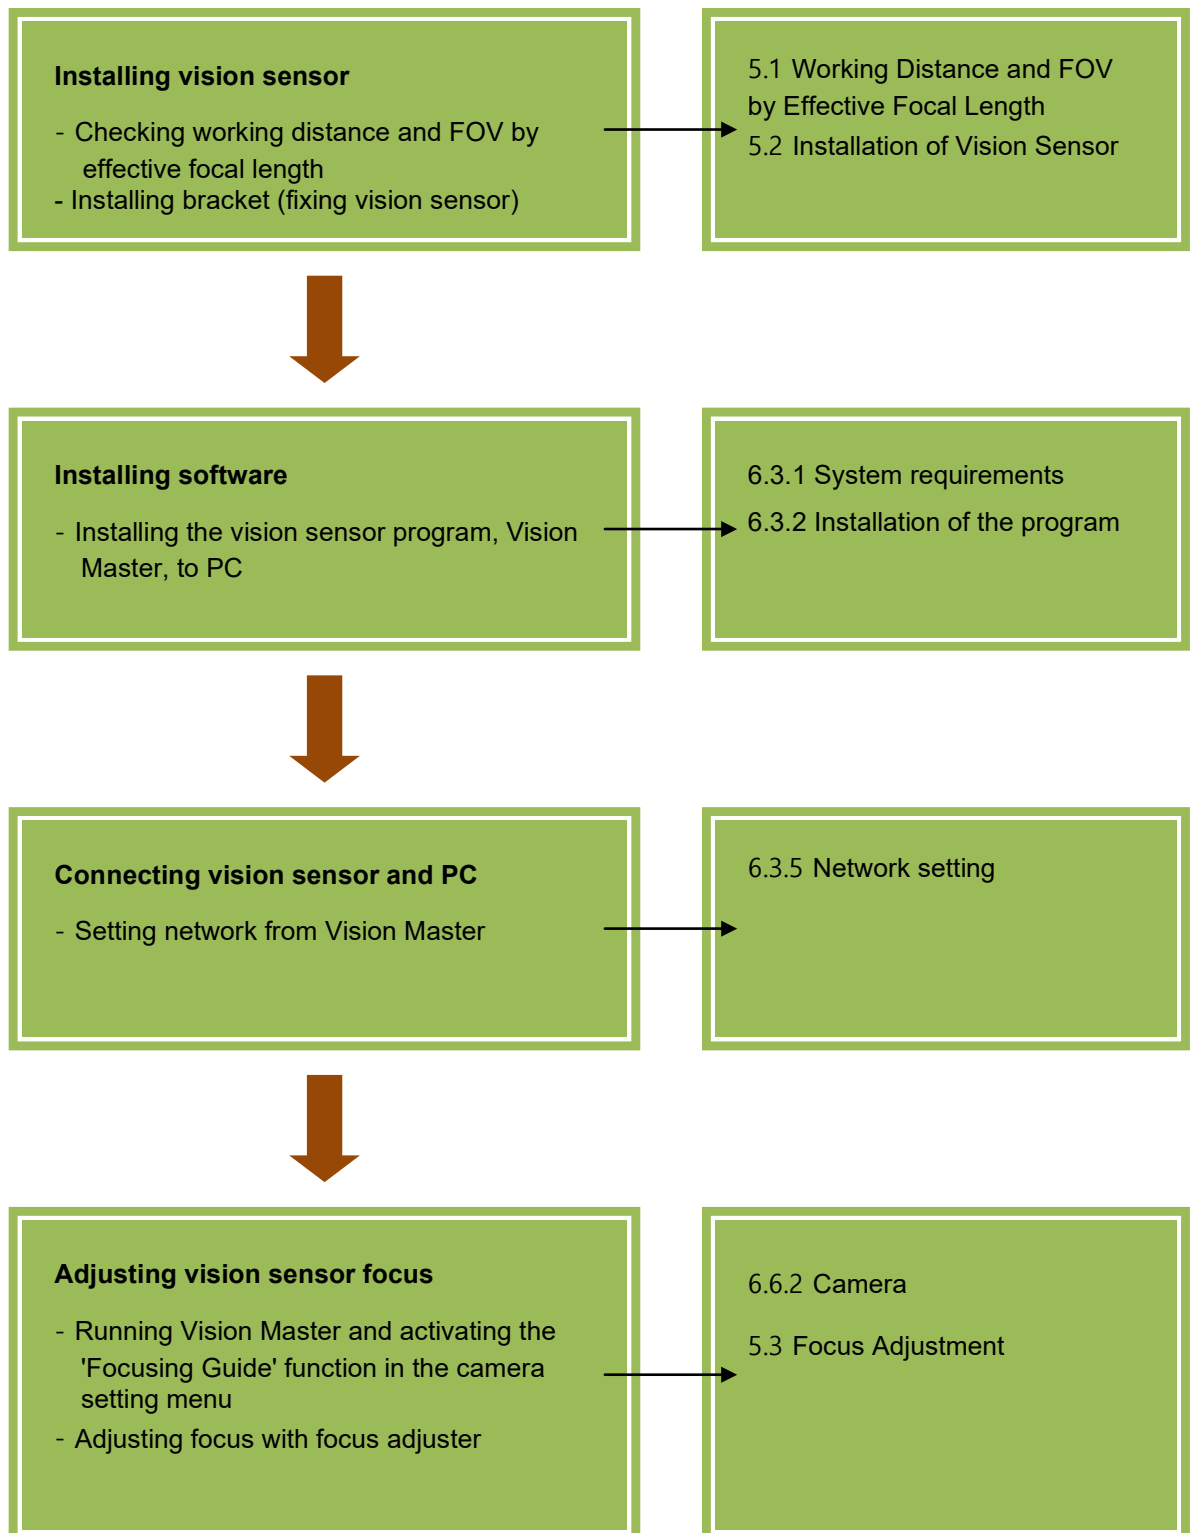 Installing vision sensor
- Checking working distance and FOV by
effective focal length
- Installing bracket (fixing vision sensor)
5.1 Working Distance and FOV
by Effective Focal Length
5.2 Installation of Vision Sensor
Installing software
- Installing the vision sensor program, Vision
Master, to PC
6.3.1 System requirements
6.3.2 Installation of the program
Connecting vision sensor and PC
- Setting network from Vision Master
6.3.5 Network setting
Adjusting vision sensor focus
- Running Vision Master and activating the
'Focusing Guide' function in the camera
setting menu
- Adjusting focus with focus adjuster
6.6.2 Camera
5.3 Focus Adjustment